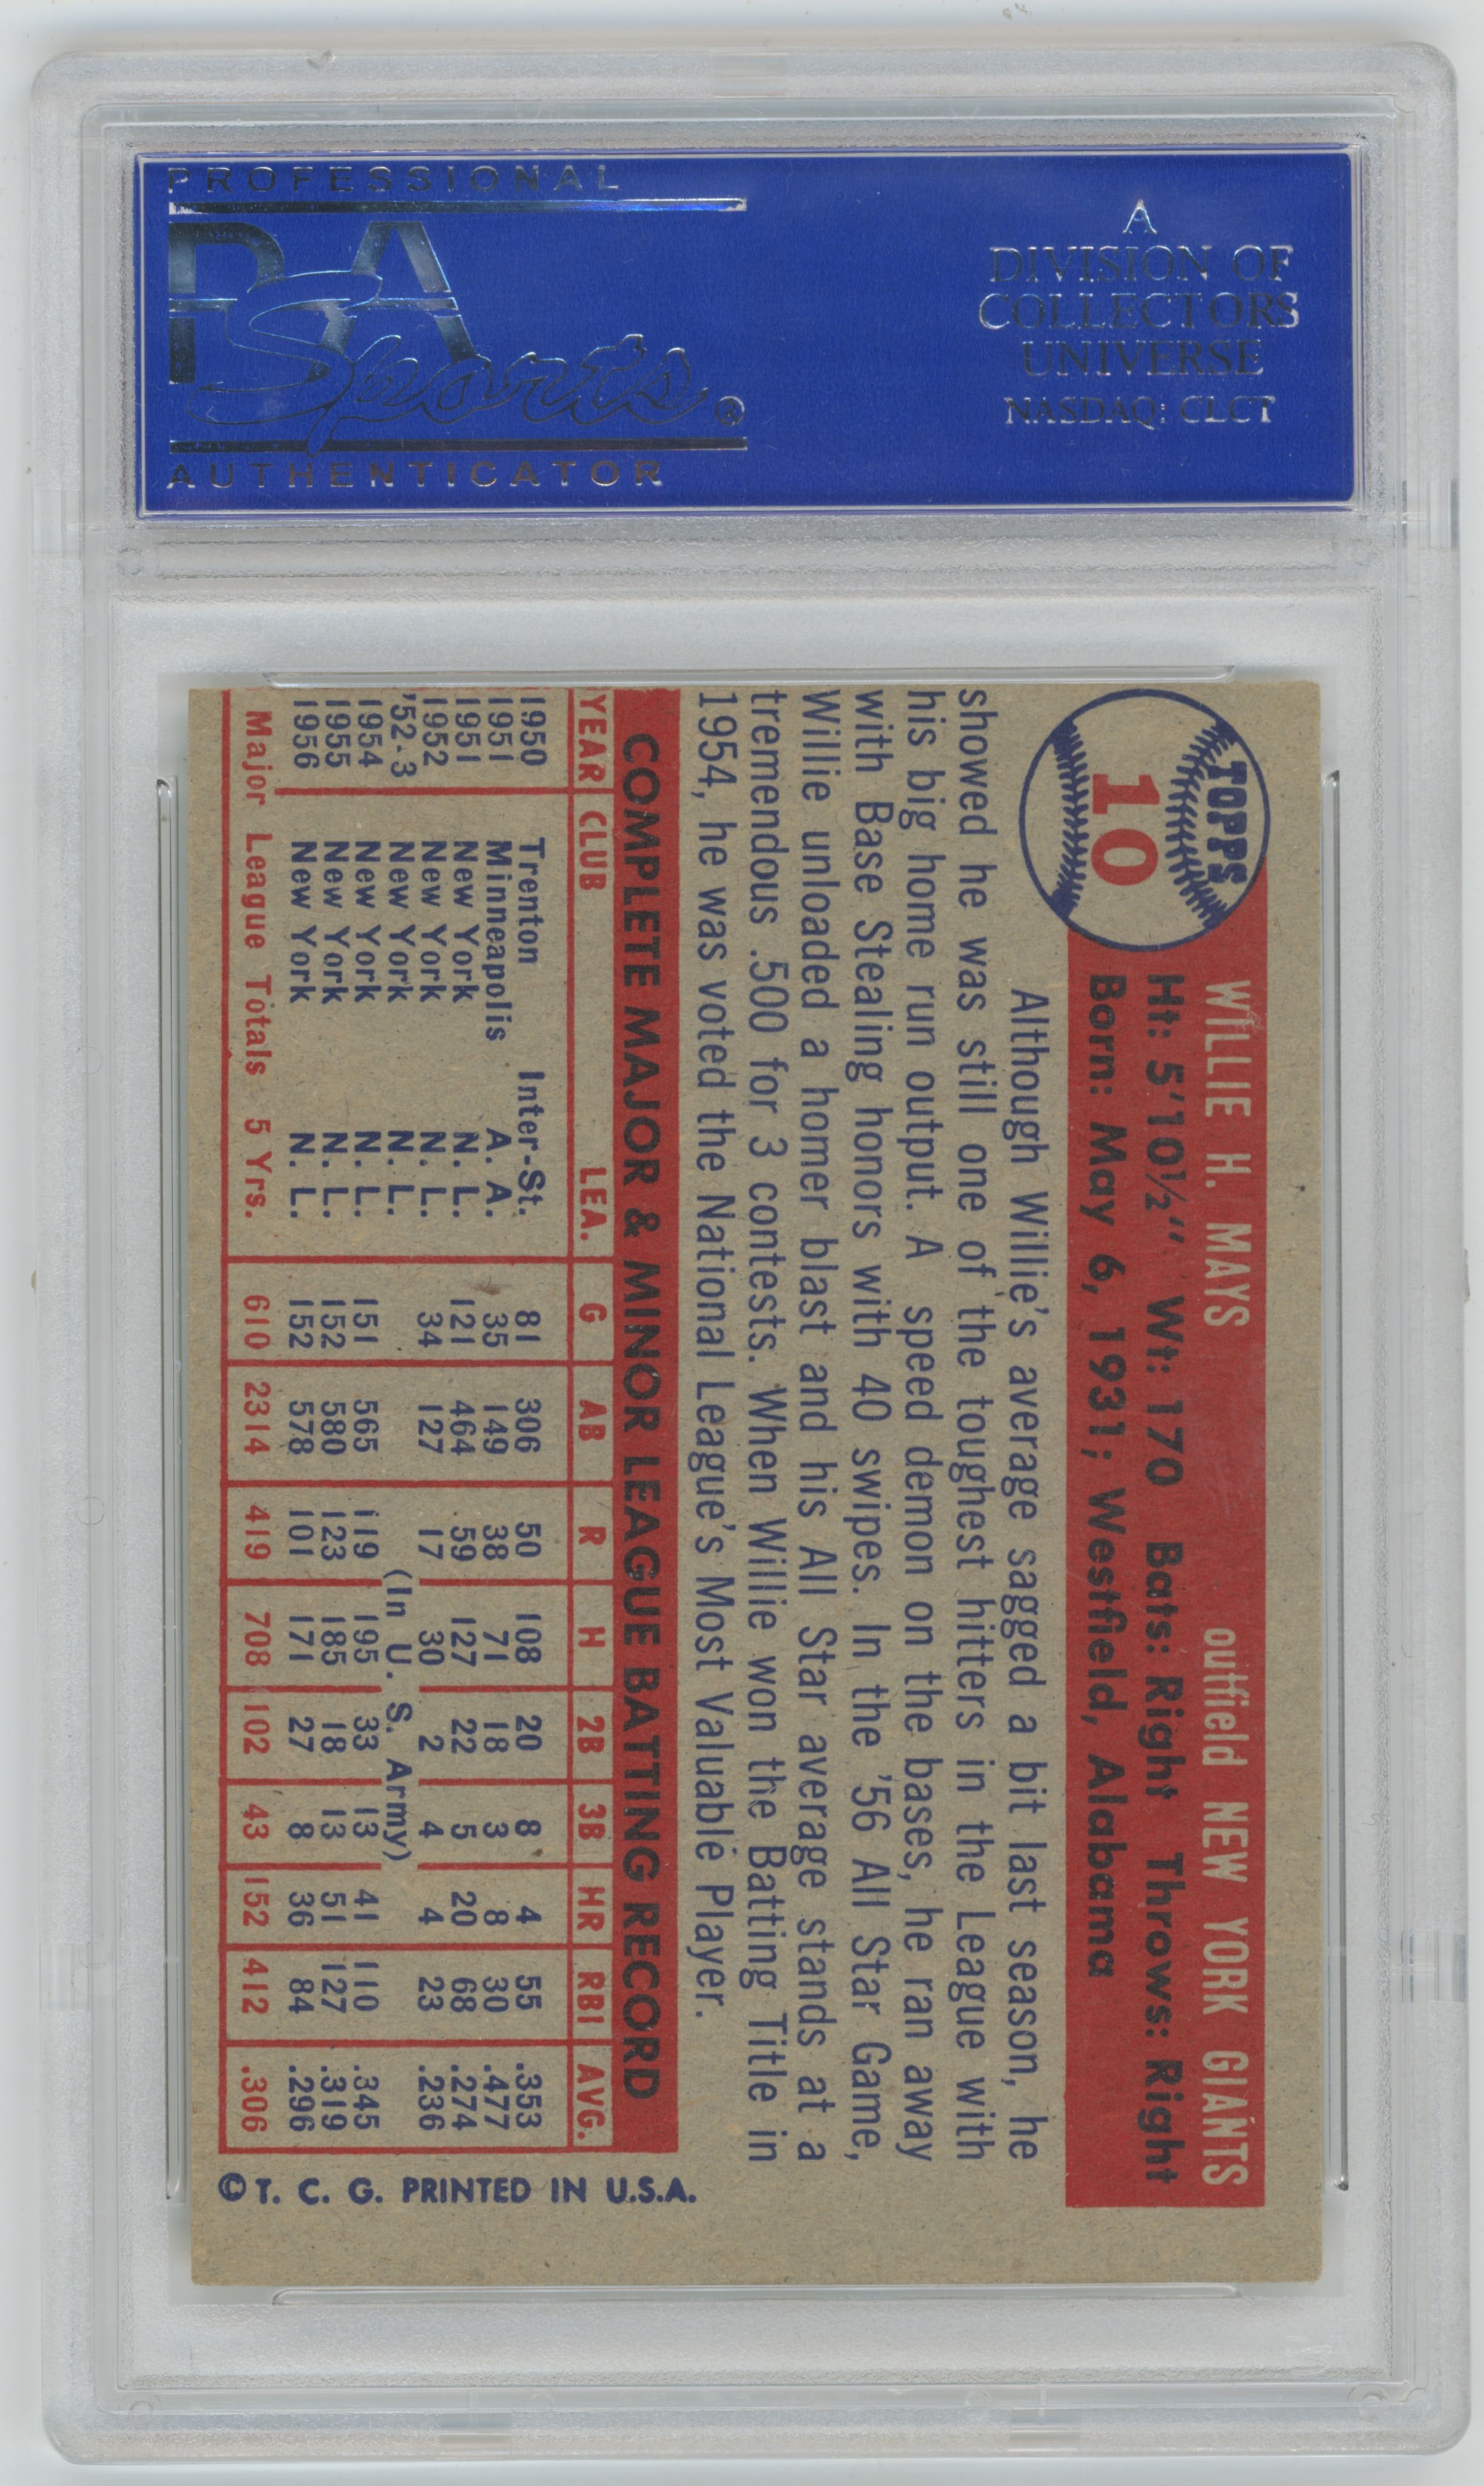 PROFESSIONAL
PSA
Sports®
AUTHENTICATOR
A
DIVISION OF
COLLECTORS
UNIVERSE
NASDAQ: CLCT
TOPPS
10
WILLIE H. MAYS outfield NEW YORK GIANTS
Ht: 5'10½" Wt: 170 Bats: Right Throws: Right
Born: May 6, 1931; Westfield, Alabama
Although Willie's average sagged a bit last season, he
showed he was still one of the toughest hitters in the League with
his big home run output. A speed demon on the bases, he ran away
with Base Stealing honors with 40 swipes. In the '56 All Star Game,
Willie unloaded a homer blast and his All Star average stands at a
tremendous .500 for 3 contests. When Willie won the Batting Title in
1954, he was voted the National League's Most Valuable Player.
COMPLETE MAJOR & MINOR LEAGUE BATTING RECORD
YEAR CLUB LEA. G AB R H 2B 3B HR RBI AVG.
1950 Trenton Inter-St. 81 306 50 108 20 8 4 55 .353
1951 Minneapolis A. A. 35 149 38 71 18 3 8 30 .477
1951 New York N. L. 121 464 59 127 22 5 20 68 .274
1952 New York N. L. 34 127 17 30 2 4 4 23 .236
'52-3 New York N. L. (In U. S. Army)
1954 New York N. L. 151 565 119 195 33 13 41 110 .345
1955 New York N. L. 152 580 123 185 18 13 51 127 .319
1956 New York N. L. 152 578 101 171 27 8 36 84 .296
Major League Totals 5 Yrs. 610 2314 419 708 102 43 152 412 .306
© T. C. G. PRINTED IN U.S.A.